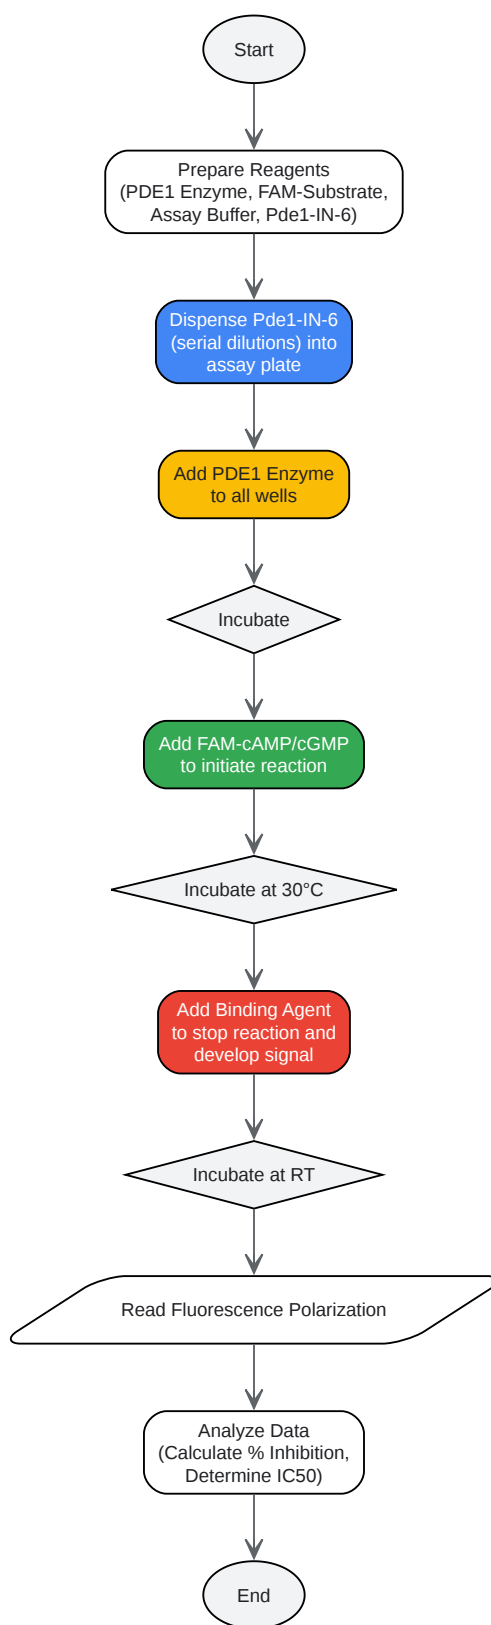 Start
Prepare Reagents
(PDE1 Enzyme, FAM-Substrate,
Assay Buffer, Pde1-IN-6)
Dispense Pde1-IN-6
(serial dilutions) into
assay plate
Add PDE1 Enzyme
to all wells
Incubate
Add FAM-cAMP/cGMP
to initiate reaction
Incubate at 30°C
Add Binding Agent
to stop reaction and
develop signal
Incubate at RT
Read Fluorescence Polarization
Analyze Data
(Calculate % Inhibition,
Determine IC50)
End